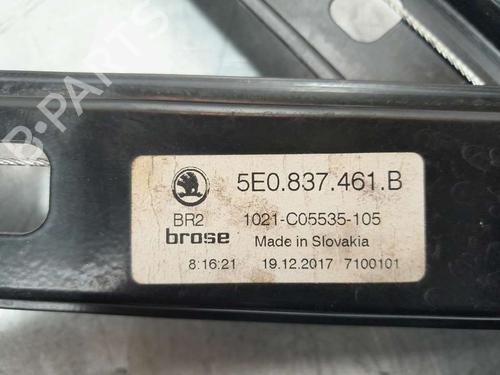 5E0.837.461.B
BR2 1021-C05535-105
brose Made in Slovakia
8:16:21 19.12.2017 7100101
B-PARTS
B-PARTS